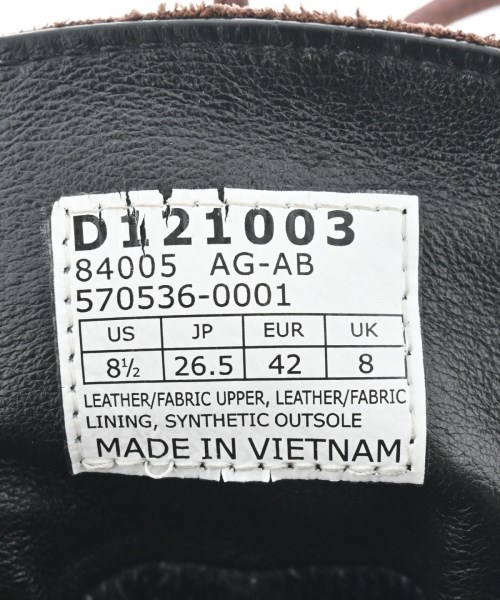 D121003
84005 AG-AB
570536-0001
US JP EUR UK
8½ 26.5 42 8
LEATHER/FABRIC UPPER, LEATHER/FABRIC
LINING, SYNTHETIC OUTSOLE
MADE IN VIETNAM